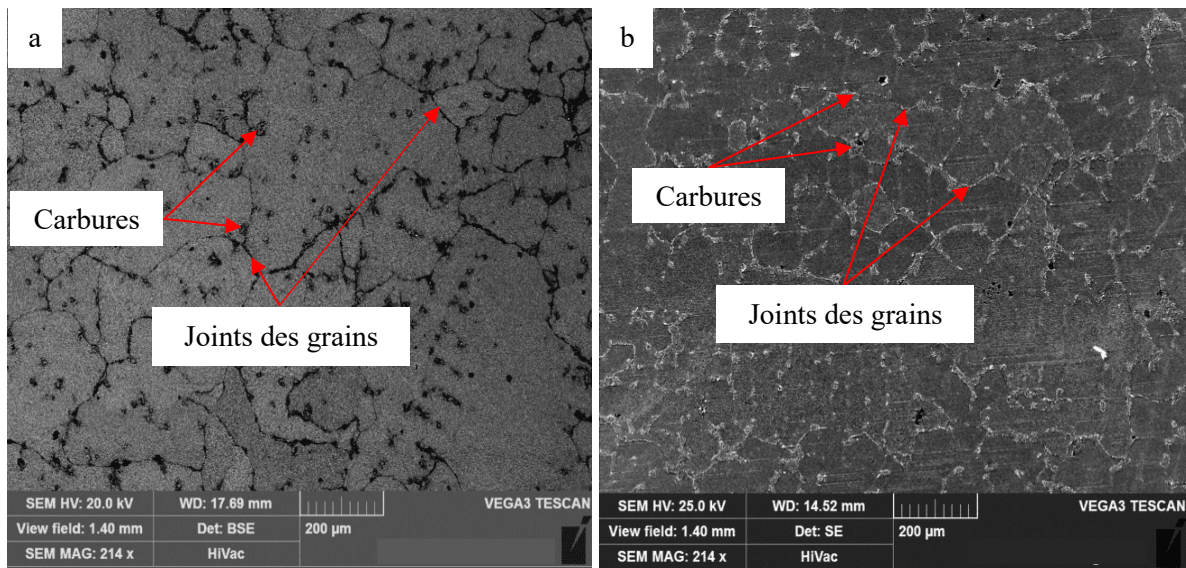 a
Carbures
Joints des grains
SEM HV: 20.0 kV WD: 17.69 mm VEGA3 TESCAN
View field: 1.40 mm Det: BSE 200 µm
SEM MAG: 214 x HiVac
b
Carbures
Joints des grains
SEM HV: 25.0 kV WD: 14.52 mm VEGA3 TESCAN
View field: 1.40 mm Det: SE 200 µm
SEM MAG: 214 x HiVac